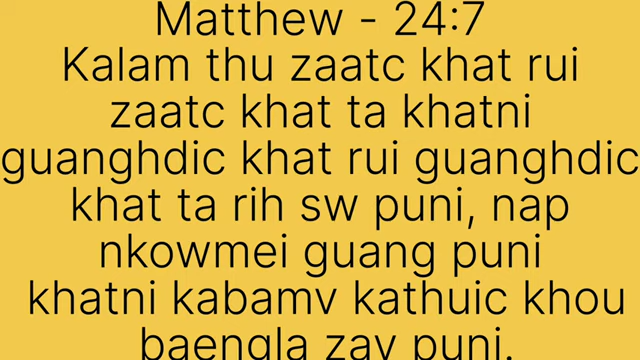 Matthew - 24:7
Kalam thu zaatc khat rui
zaatc khat ta khatni
guanghdic khat rui guanghdic
khat ta rih sw puni, nap
nkowmei guang puni
khatni kabamv kathuic khou
baengla zay puni.